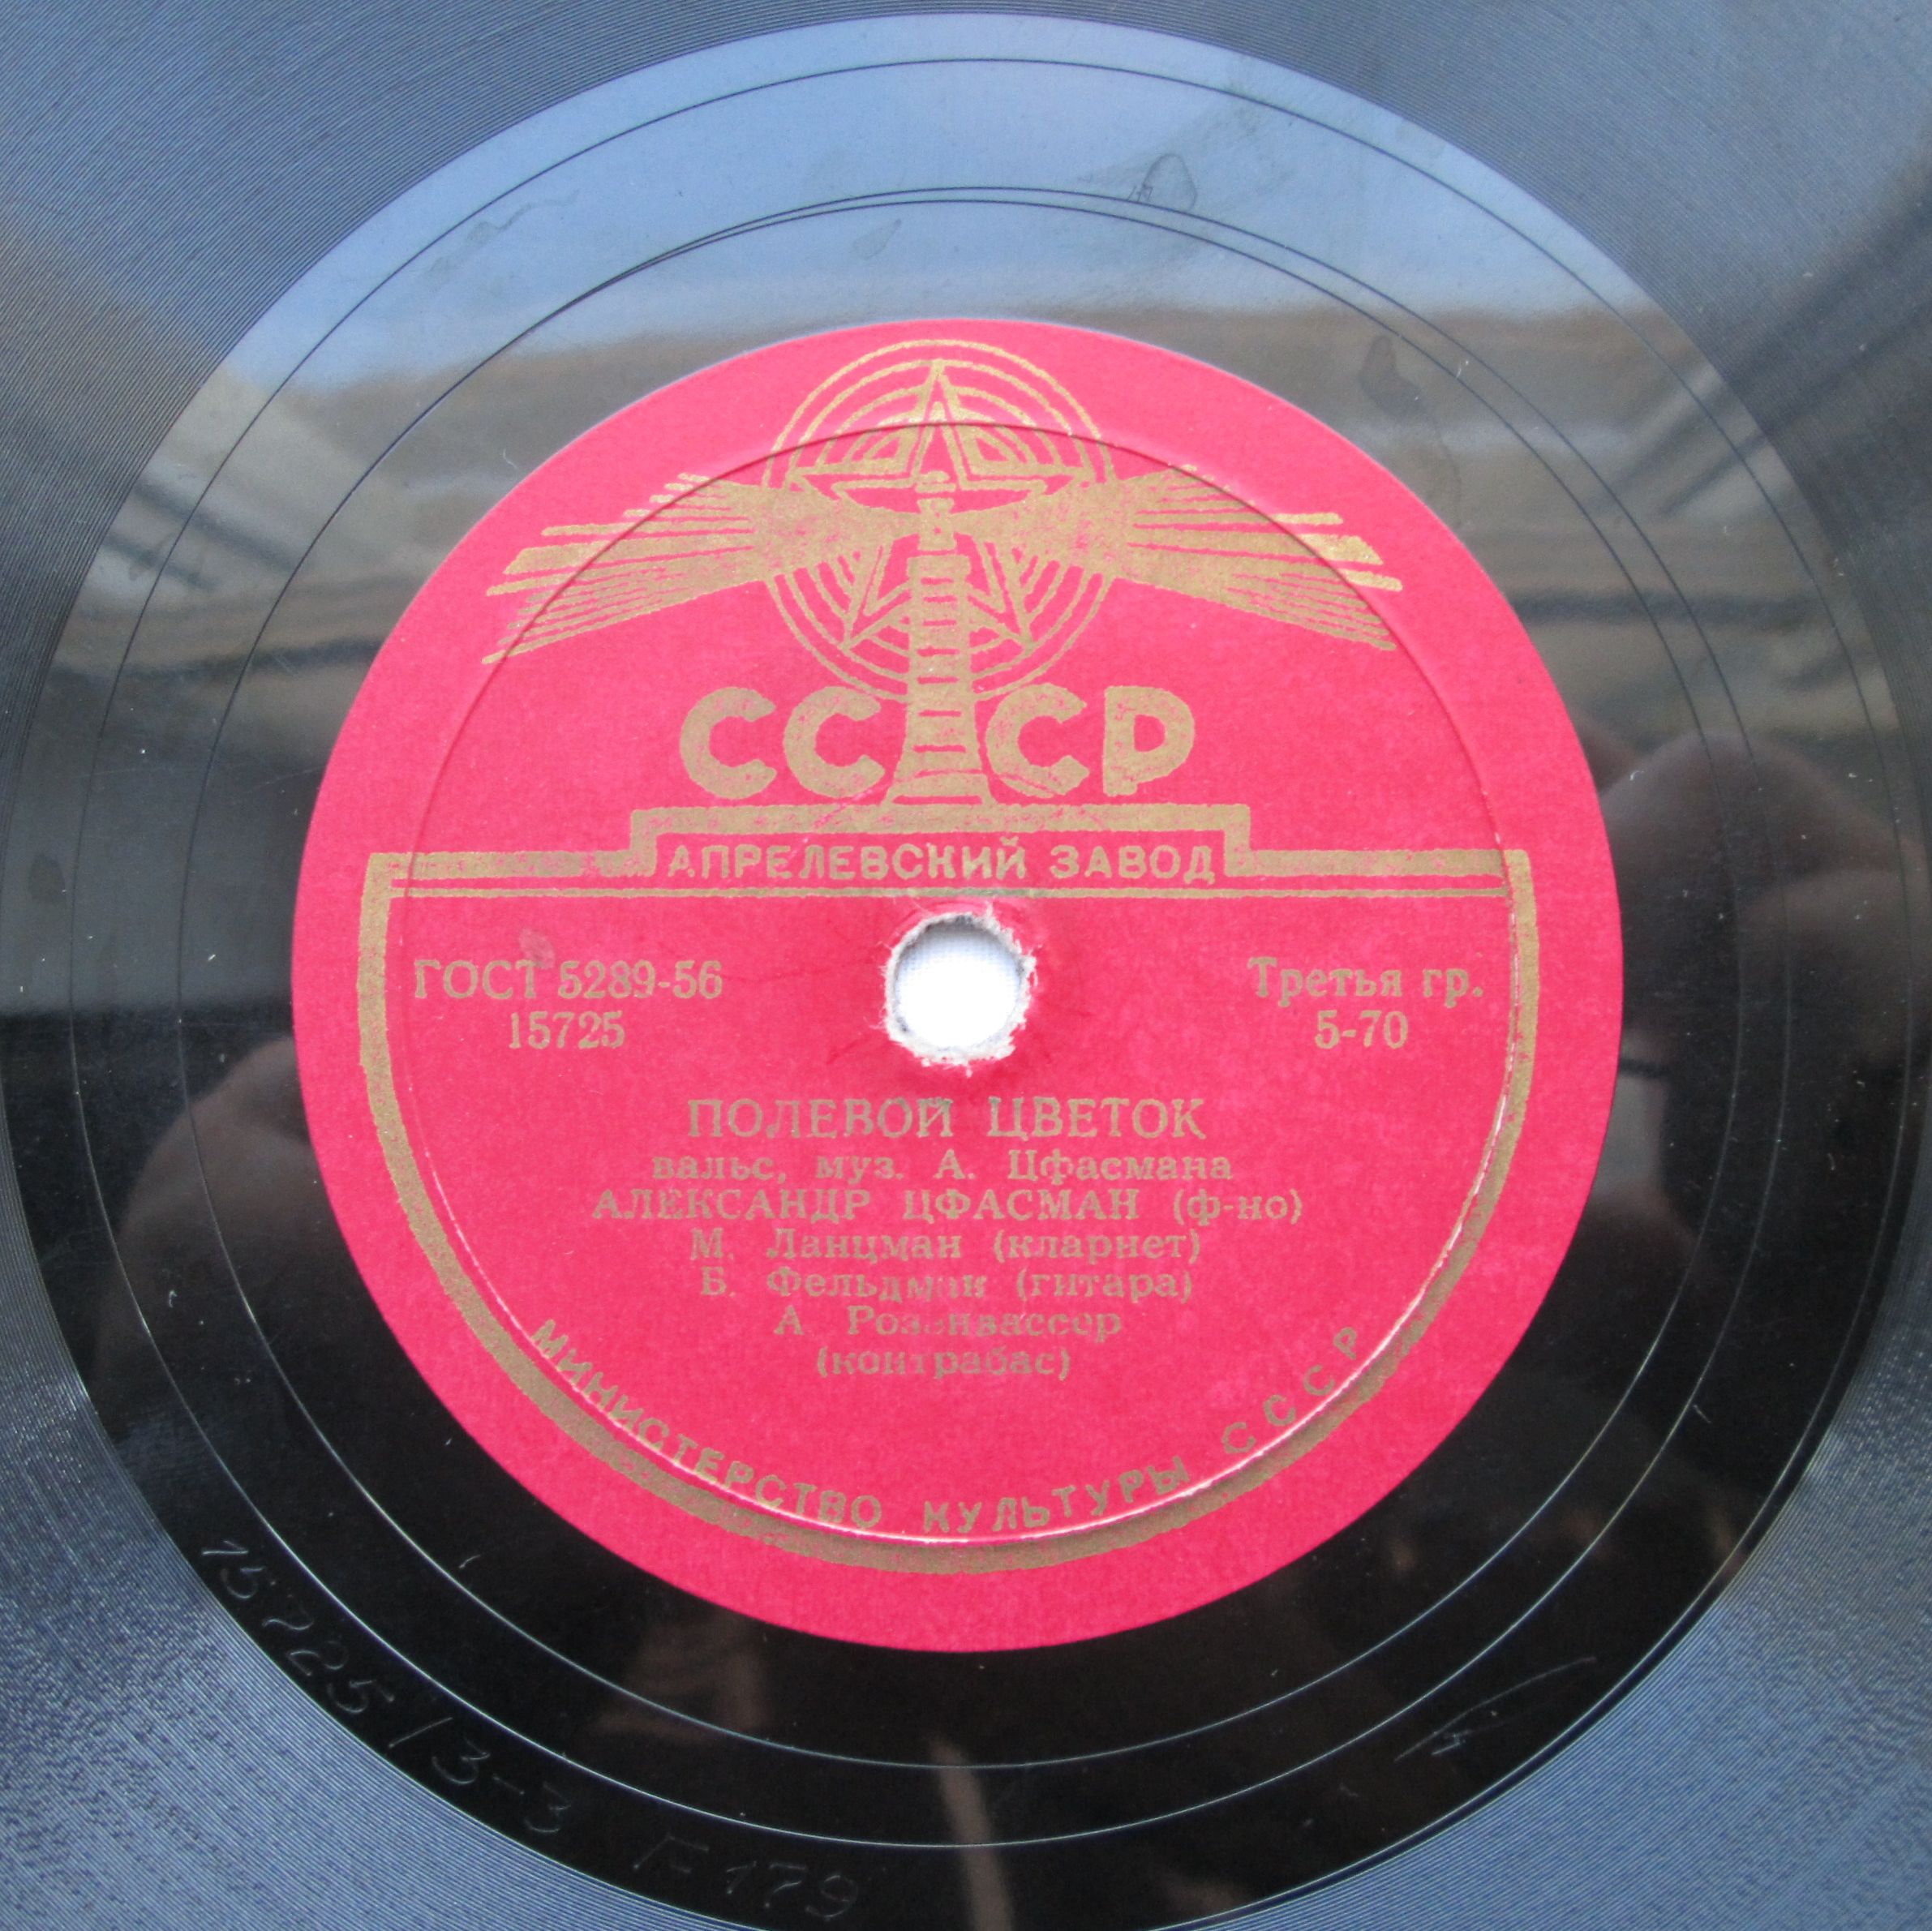 СССР
АПРЕЛЕВСКИЙ ЗАВОД
ГОСТ 5289-56
15725
Третья гр.
5-70
ПОЛЕВОЙ ЦВЕТОК
вальс, муз. А. Цфасмана
АЛЕКСАНДР ЦФАСМАН (ф-но)
М. Ланцман (кларнет)
Б. Фельдман (гитара)
А Розенвассер
(контрабас)
МИНИСТЕРСТВО КУЛЬТУРЫ СССР
15725/3-3 F179